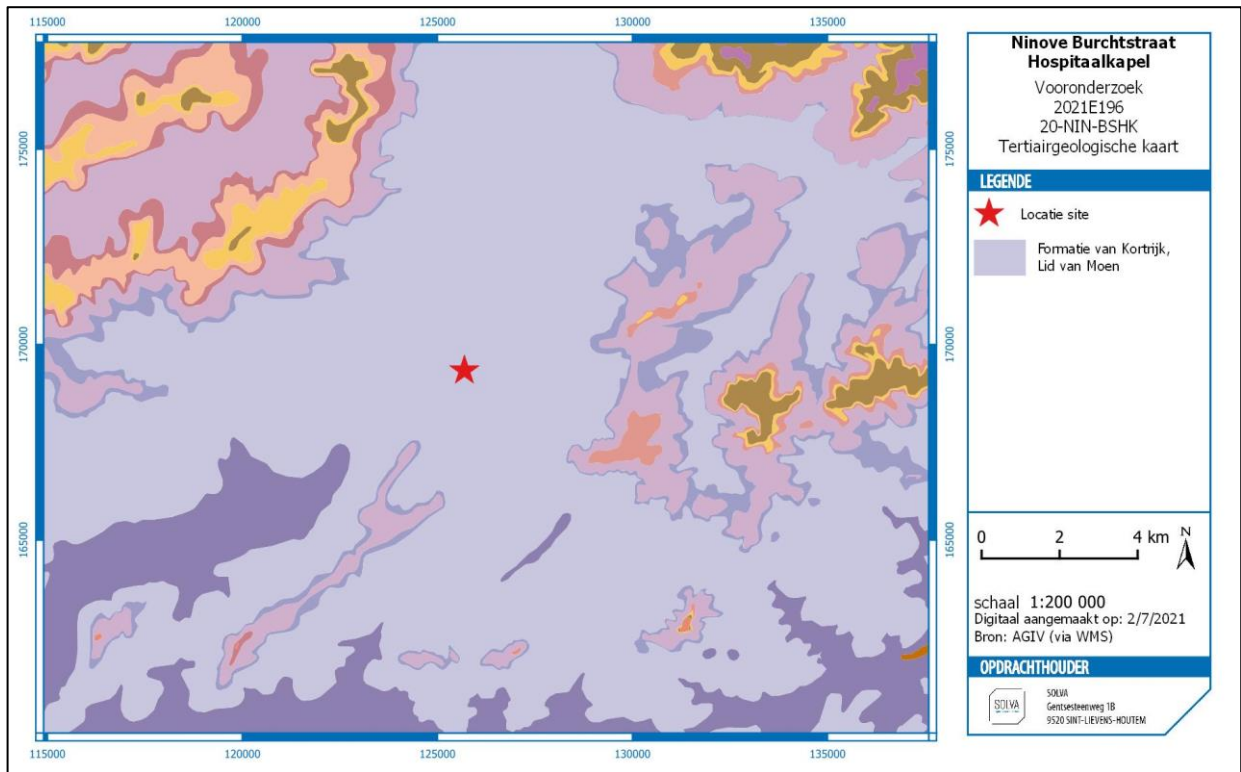 115000
120000
125000
130000
135000
175000
170000
165000
175000
170000
165000
115000
120000
125000
130000
135000
Ninove Burchtstraat
Hospitaalkapel
Vooronderzoek
2021E196
20-NIN-BSHK
Tertiairgeologische kaart
LEGENDE
Locatie site
Formatie van Kortrijk,
Lid van Moen
0 2 4 km
N
schaal 1:200 000
Digitaal aangemaakt op: 2/7/2021
Bron: AGIV (via WMS)
OPDRACHTHOUDER
SOLVA
SOLVA
Gentsesteenweg 1B
9520 SINT-LIEVENS-HOUTEM